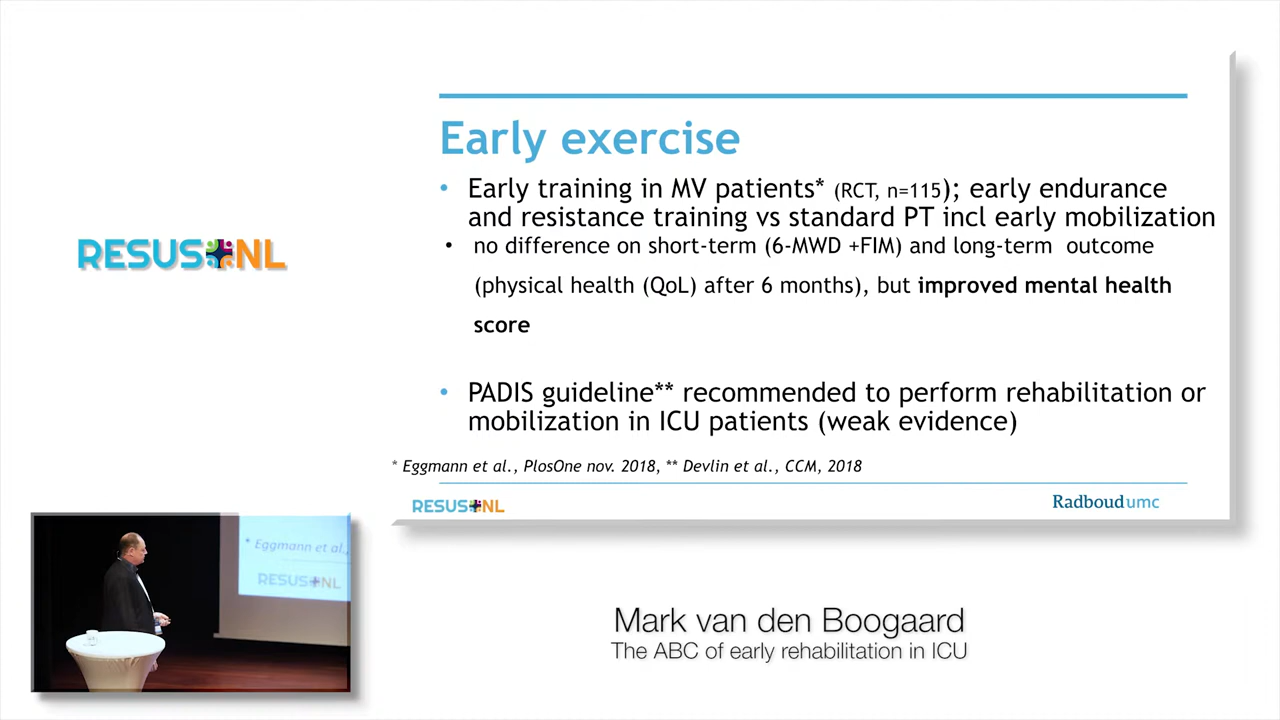 Early exercise
• Early training in MV patients* (RCT, n=115); early endurance
and resistance training vs standard PT incl early mobilization
• no difference on short-term (6-MWD +FIM) and long-term outcome
(physical health (QoL) after 6 months), but improved mental health
score
• PADIS guideline** recommended to perform rehabilitation or
mobilization in ICU patients (weak evidence)
* Eggmann et al., PlosOne nov. 2018, ** Devlin et al., CCM, 2018
RESUS NL
Radboudumc
RESUS NL
* Eggmann et al.,
RESUS NL
Mark van den Boogaard
The ABC of early rehabilitation in ICU